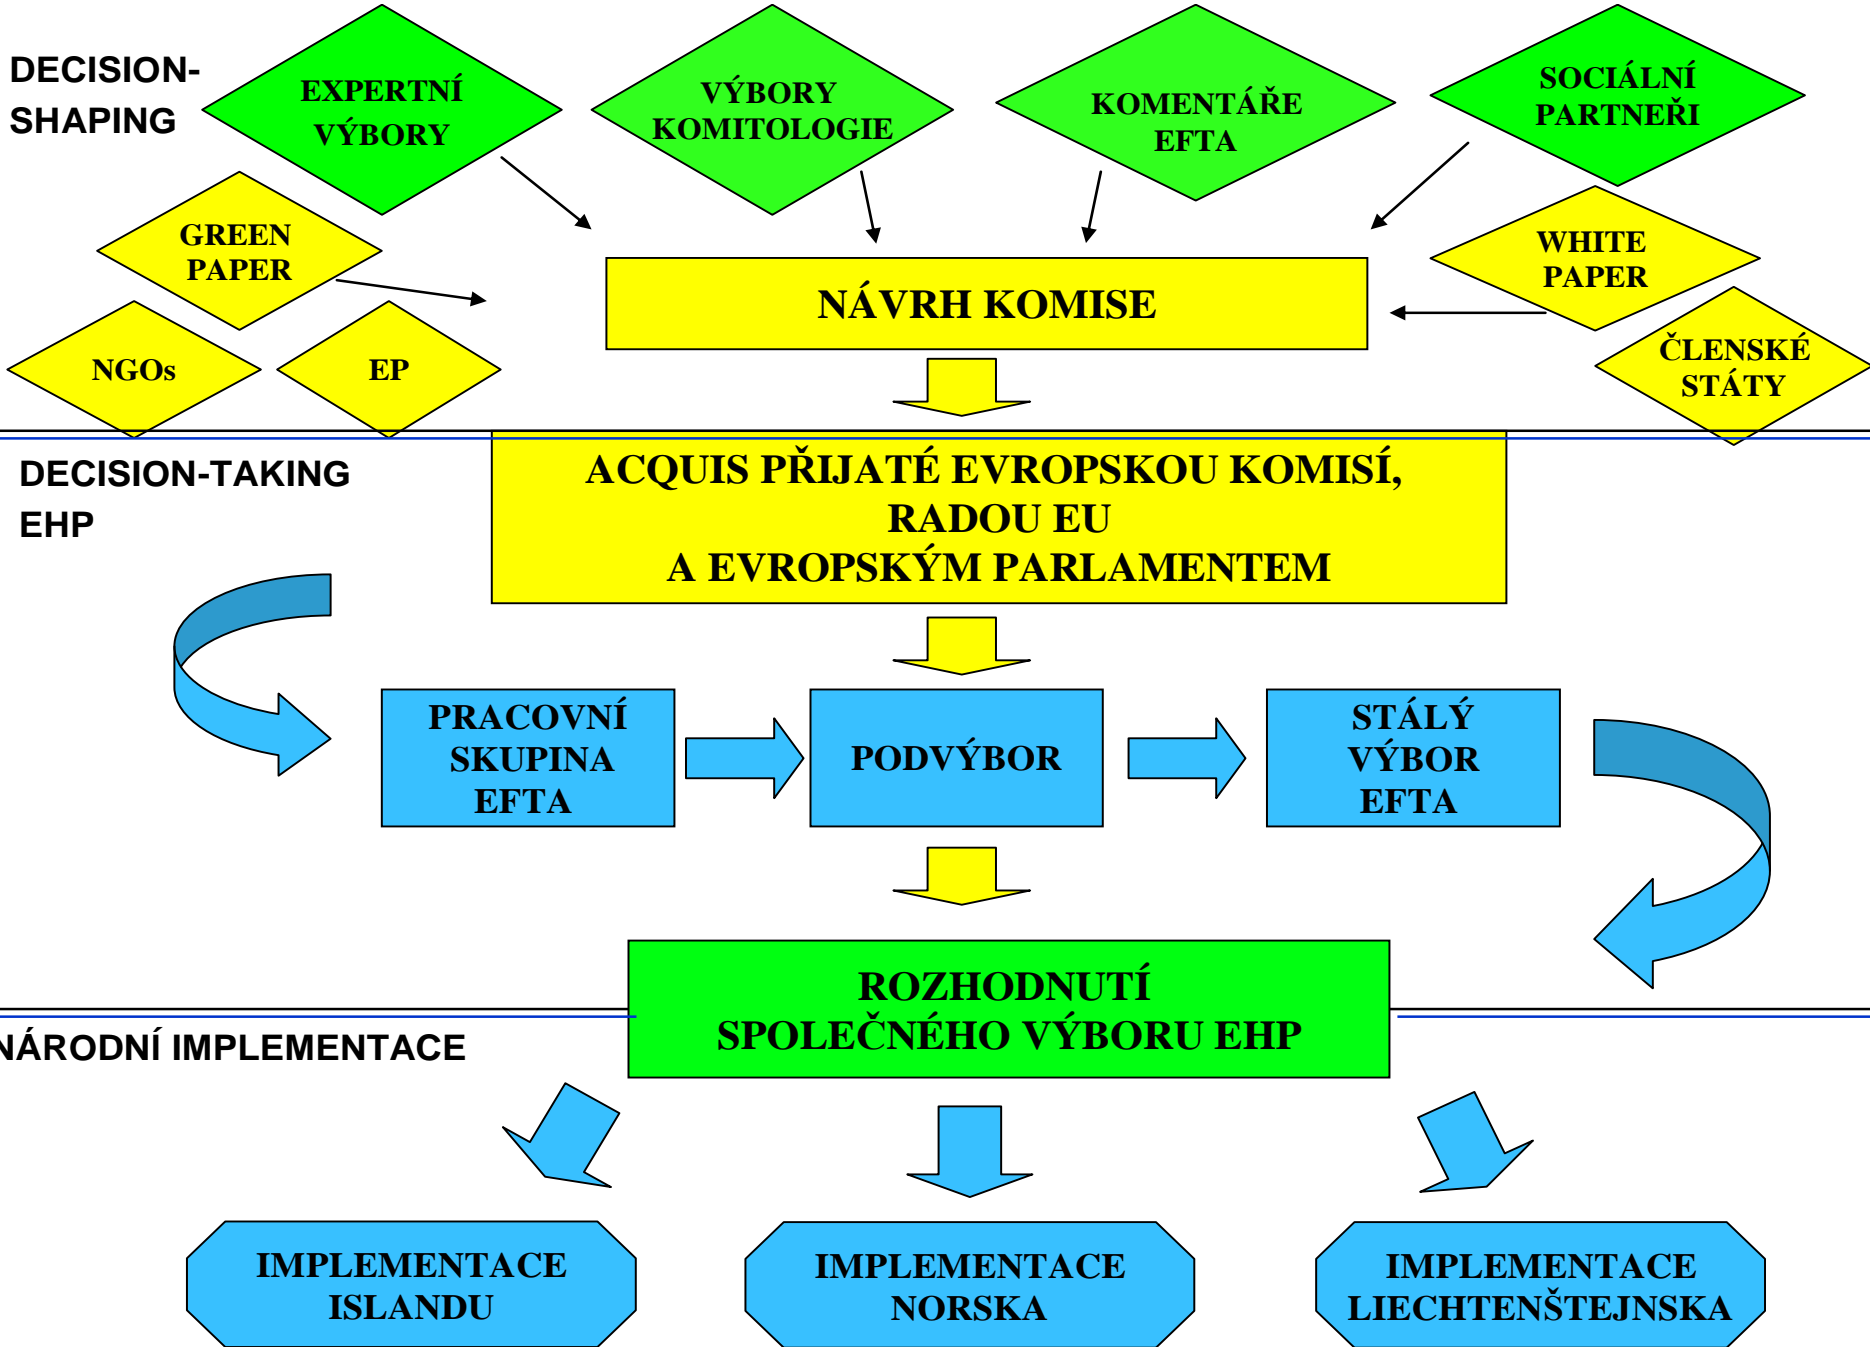 DECISION-
SHAPING
EXPERTNÍ
VÝBORY
VÝBORY
KOMITOLOGIE
KOMENTÁŘE
EFTA
SOCIÁLNÍ
PARTNEŘI
GREEN
PAPER
NÁVRH KOMISE
WHITE
PAPER
NGOs
EP
ČLENSKÉ
STÁTY
DECISION-TAKING
EHP
ACQUIS PŘIJATÉ EVROPSKOU KOMISÍ,
RADOU EU
A EVROPSKÝM PARLAMENTEM
PRACOVNÍ
SKUPINA
EFTA
PODVÝBOR
STÁLÝ
VÝBOR
EFTA
ROZHODNUTÍ
SPOLEČNÉHO VÝBORU EHP
NÁRODNÍ IMPLEMENTACE
IMPLEMENTACE
ISLANDU
IMPLEMENTACE
NORSKA
IMPLEMENTACE
LIECHTENŠTEJNSKA